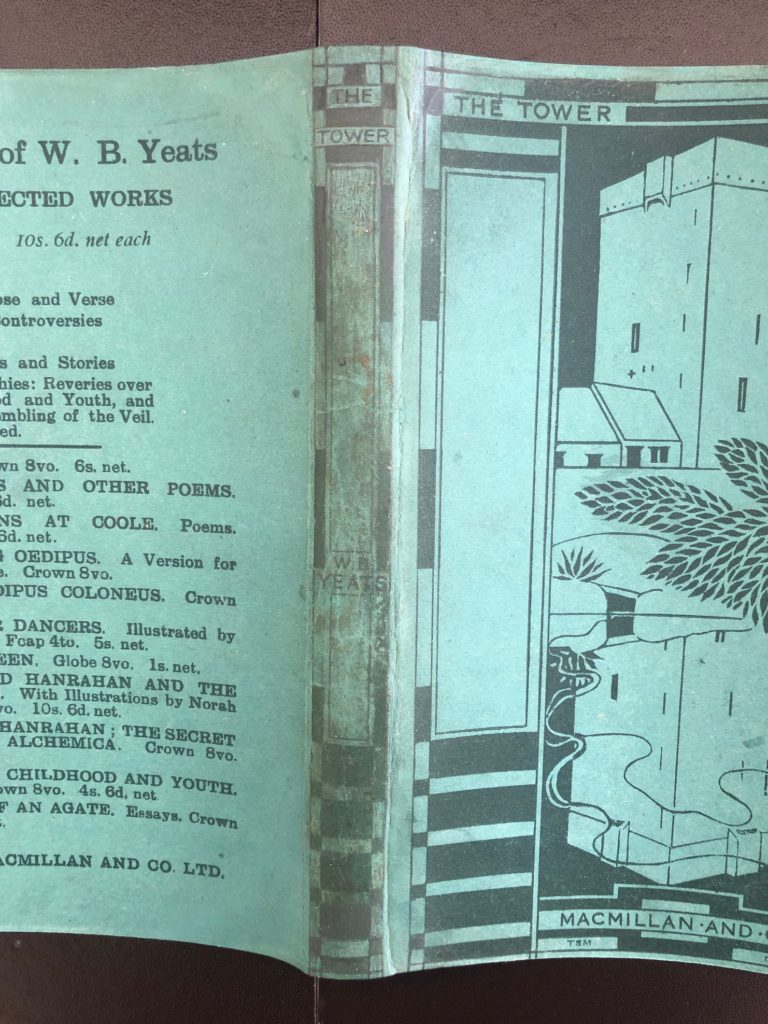 of W. B. Yeats
ECTED WORKS
10s. 6d. net each
ose and Verse
ontroversies
s and Stories
hies: Reveries over
od and Youth, and
mbling of the Veil.
ed.
wn 8vo. 6s. net.
S AND OTHER POEMS.
d. net.
NS AT COOLE. Poems.
6d. net.
OEDIPUS. A Version for
s. Crown 8vo.
DIPUS COLONEUS. Crown
R DANCERS. Illustrated by
Fcap 4to. 5s. net.
EEN. Globe 8vo. 1s. net.
D HANRAHAN AND THE
. With Illustrations by Norah
vo. 10s. 6d. net.
HANRAHAN; THE SECRET
ALCHEMICA. Crown 8vo.
CHILDHOOD AND YOUTH.
own 8vo. 4s. 6d. net
F AN AGATE. Essays. Crown
t.
ACMILLAN AND CO. LTD.
THE
TOWER
W.B.
YEATS
THE TOWER
MACMILLAN·AND·
TSM